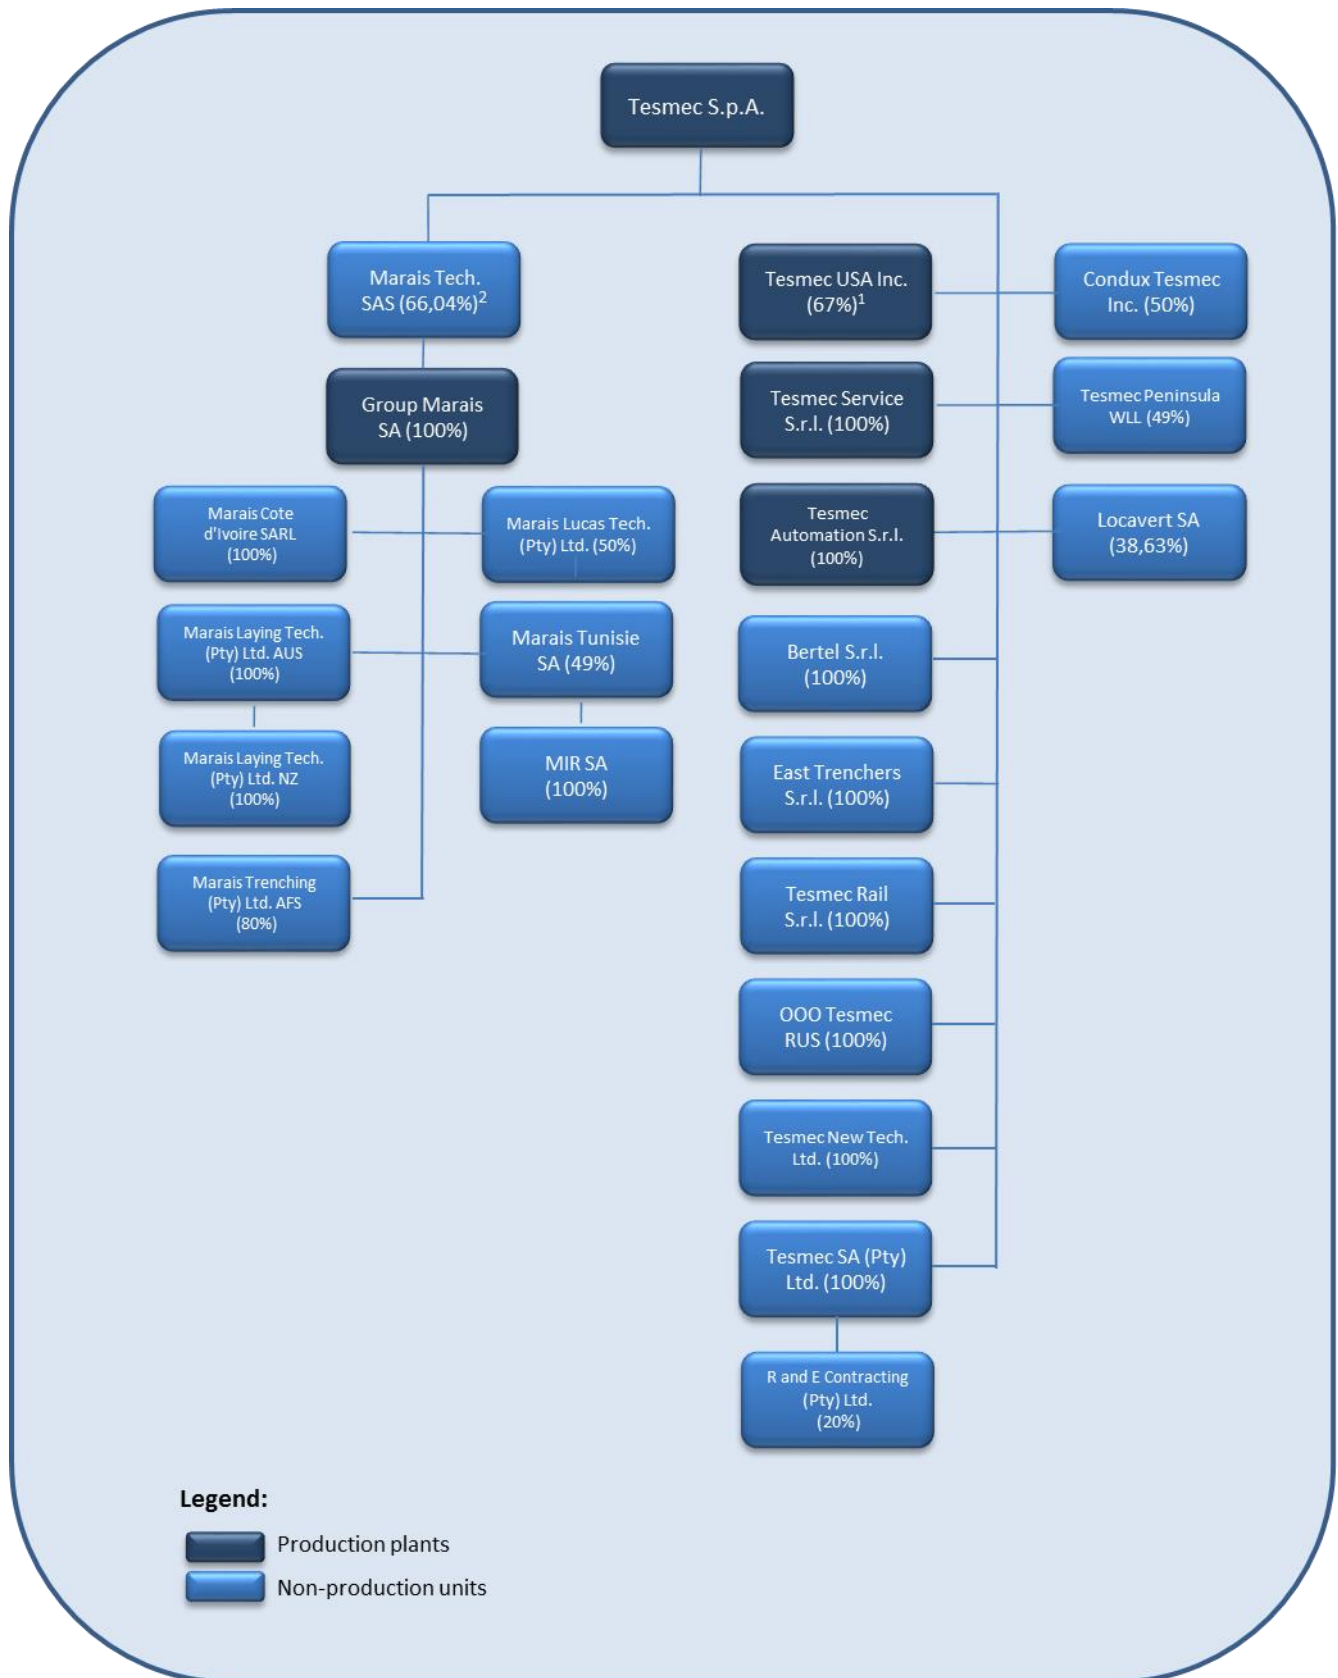 Tesmec S.p.A.
Marais Tech.
SAS (66,04%)2
Group Marais
SA (100%)
Marais Cote
d'Ivoire SARL
(100%)
Marais Lucas Tech.
(Pty) Ltd. (50%)
Marais Laying Tech.
(Pty) Ltd. AUS
(100%)
Marais Tunisie
SA (49%)
Marais Laying Tech.
(Pty) Ltd. NZ
(100%)
MIR SA
(100%)
Marais Trenching
(Pty) Ltd. AFS
(80%)
Tesmec USA Inc.
(67%)1
Condux Tesmec
Inc. (50%)
Tesmec Service
S.r.l. (100%)
Tesmec Peninsula
WLL (49%)
Tesmec
Automation S.r.l.
(100%)
Locavert SA
(38,63%)
Bertel S.r.l.
(100%)
East Trenchers
S.r.l. (100%)
Tesmec Rail
S.r.l. (100%)
OOO Tesmec
RUS (100%)
Tesmec New Tech.
Ltd. (100%)
Tesmec SA (Pty)
Ltd. (100%)
R and E Contracting
(Pty) Ltd.
(20%)
Legend:
Production plants
Non-production units